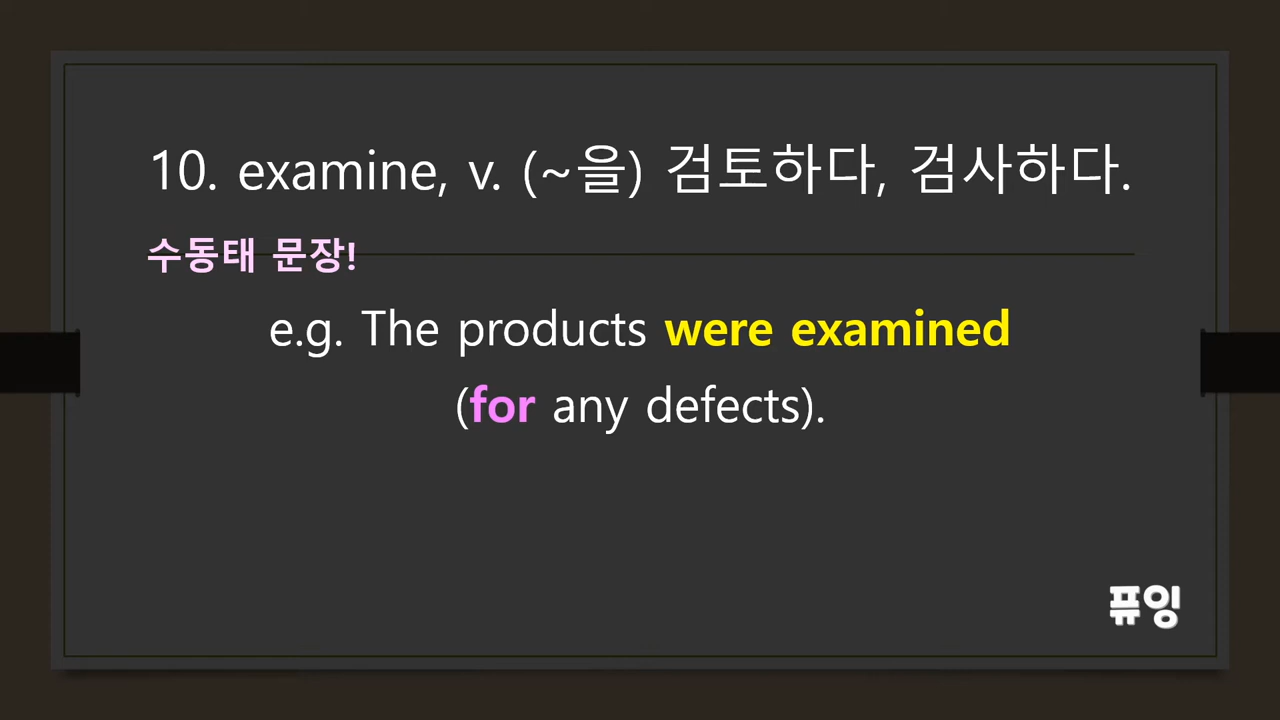 10. examine, v. (~을) 검토하다, 검사하다.
수동태 문장!
e.g. The products were examined
(for any defects).
퓨잉